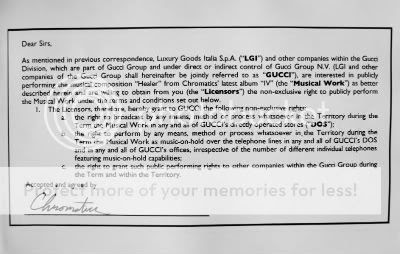 Dear Sirs,
As mentioned in previous correspondence, Luxury Goods Italia S.p.A. ("LGI") and other companies within the Gucci
Division, which are part of Gucci Group and under direct or indirect control of Gucci Group N.V. (LGI and other
companies of the Gucci Group shall hereinafter be jointly referred to as "GUCCI"), are interested in publicly
performing the musical composition "Healer" from Chromatics' latest album "IV" (the "Musical Work") as better
described herein and are willing to obtain from you (the "Licensors") the non-exclusive right to publicly perform
the Musical Work under the terms and conditions set out below.
1. The Licensors, therefore, hereby grant to GUCCI the following non-exclusive rights:
a. the right to broadcast by any means, method or process whatsoever in the Territory during the
Term the Musical Work in any and all of GUCCI's directly operated stores ("DOS");
b. the right to perform by any means, method or process whatsoever in the Territory during the
Term the Musical Work as music-on-hold over the telephone lines in any and all of GUCCI's DOS
and in any and all of GUCCI's offices, irrespective of the number of different individual telephones
featuring music-on-hold capabilities;
c. the right to grant such public performing rights to other companies within the Gucci Group during
the Term and within the Territory.
Accepted and agreed by
Chromatics
photobucket
Protect more of your memories for less!